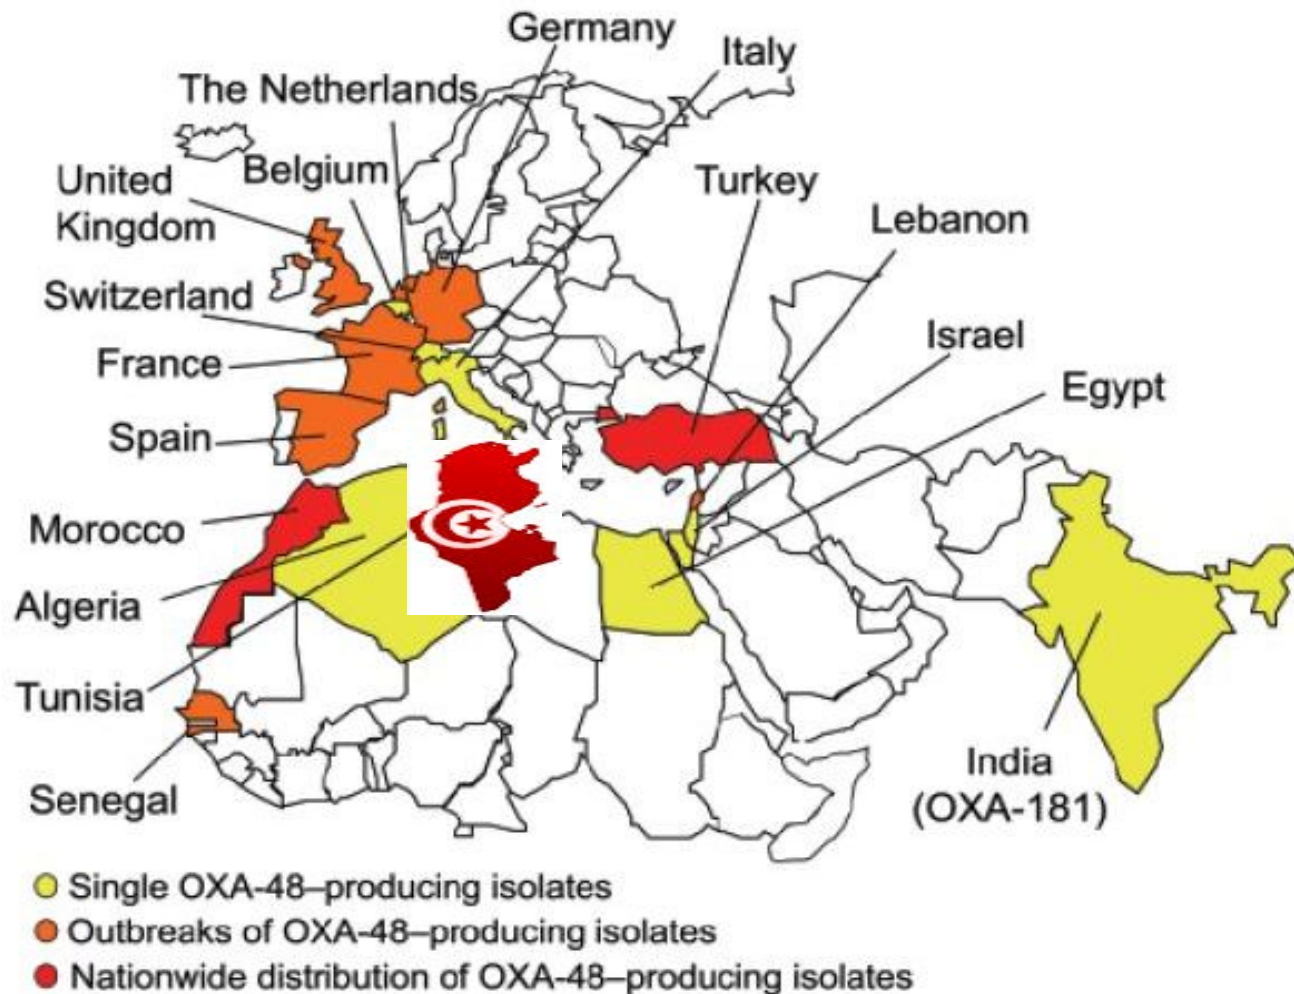 Germany
Italy
The Netherlands
Belgium
Turkey
United
Kingdom
Lebanon
Switzerland
Israel
France
Egypt
Spain
Morocco
Algeria
Tunisia
India
(OXA-181)
Senegal
Single OXA-48–producing isolates
Outbreaks of OXA-48–producing isolates
Nationwide distribution of OXA-48–producing isolates